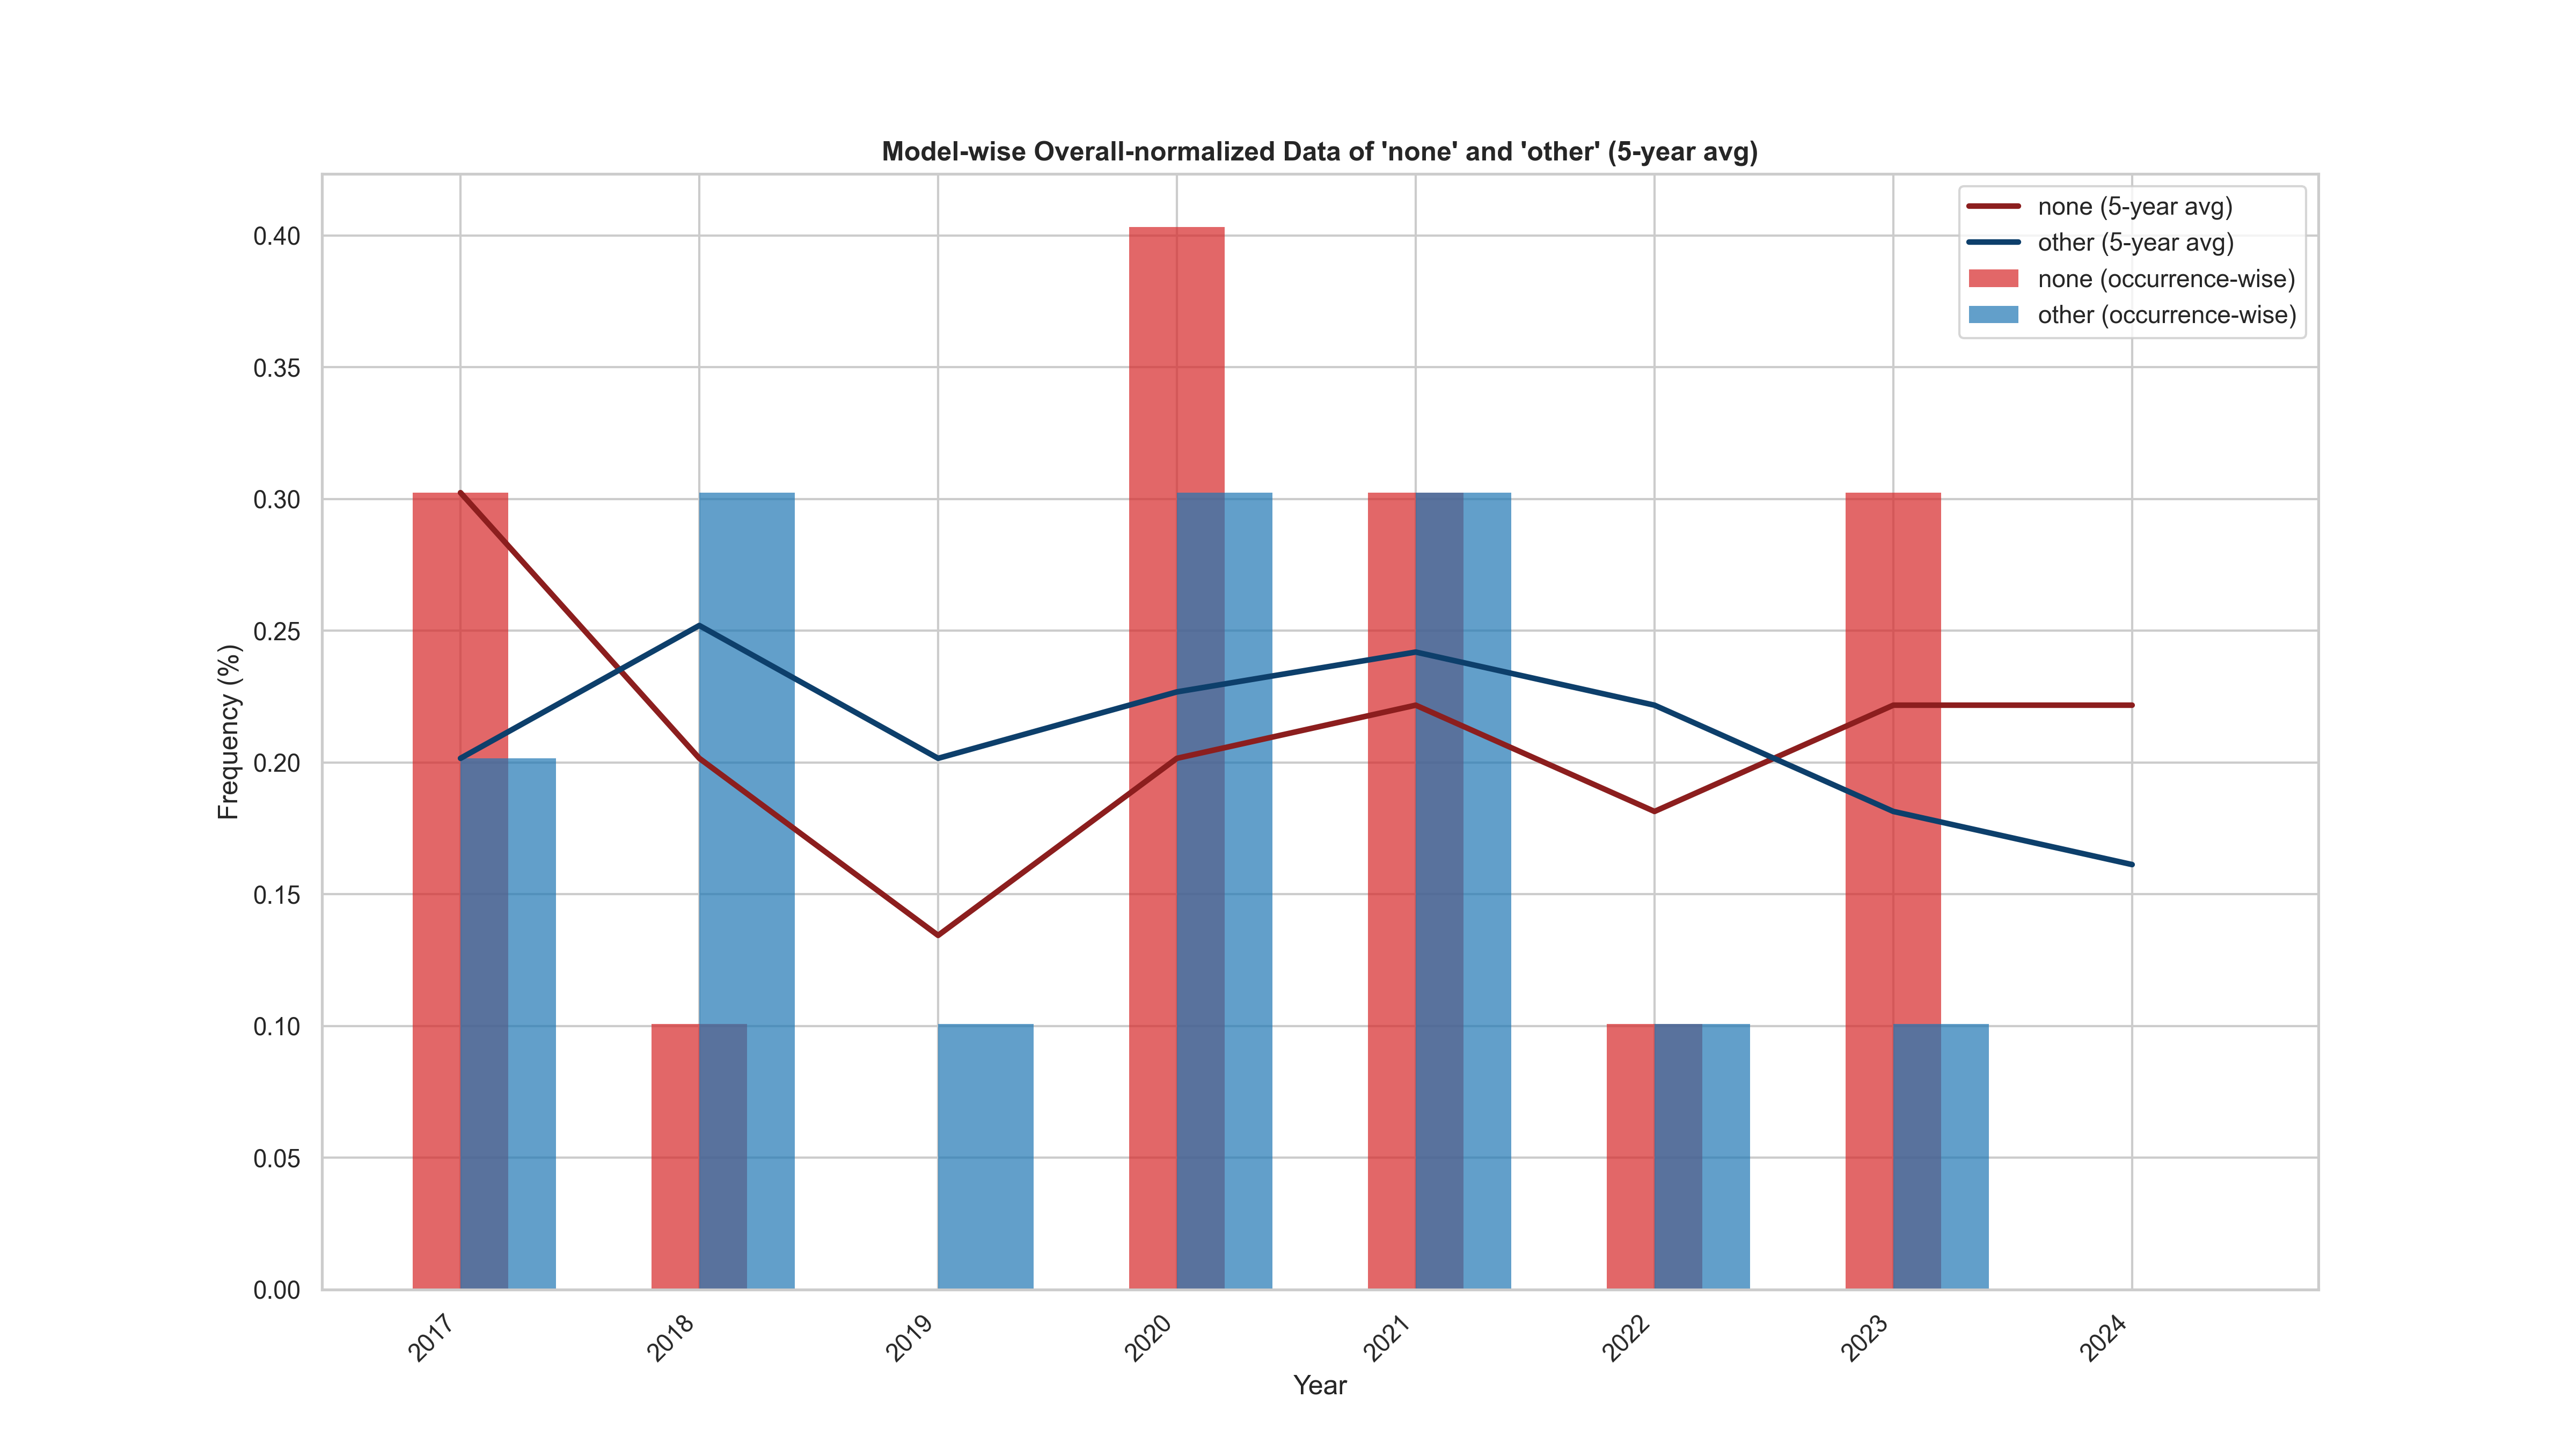 Model-wise Overall-normalized Data of 'none' and 'other' (5-year avg)
none (5-year avg)
other (5-year avg)
none (occurrence-wise)
other (occurrence-wise)
Frequency (%)
0.40
0.35
0.30
0.25
0.20
0.15
0.10
0.05
0.00
2017
2018
2019
2020
2021
2022
2023
2024
Year